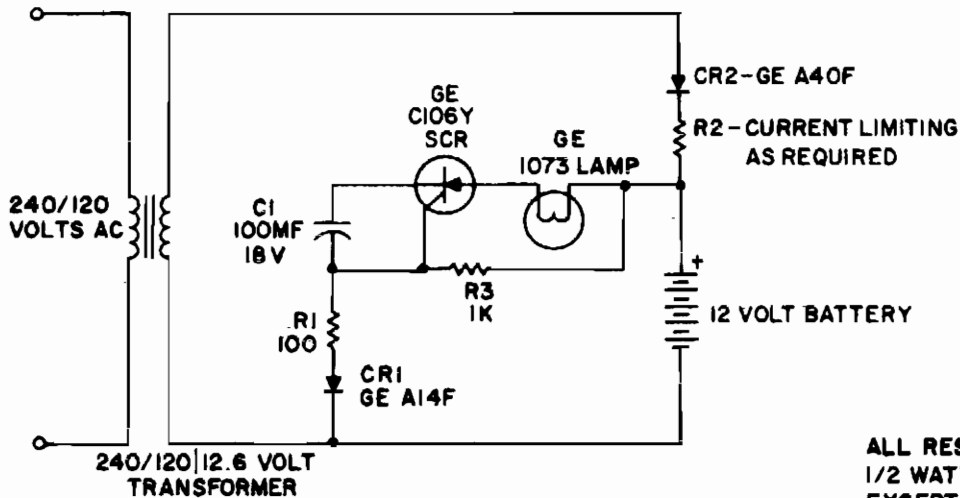 CR2-GE A40F
GE
C106Y
SCR
R2-CURRENT LIMITING
AS REQUIRED
GE
1073 LAMP
240/120
VOLTS AC
C1
100MF
18V
R3
1K
+
12 VOLT BATTERY
R1
100
CR1
GE A14F
240/120|12.6 VOLT
TRANSFORMER
ALL RES
1/2 WAT
EXCEPT